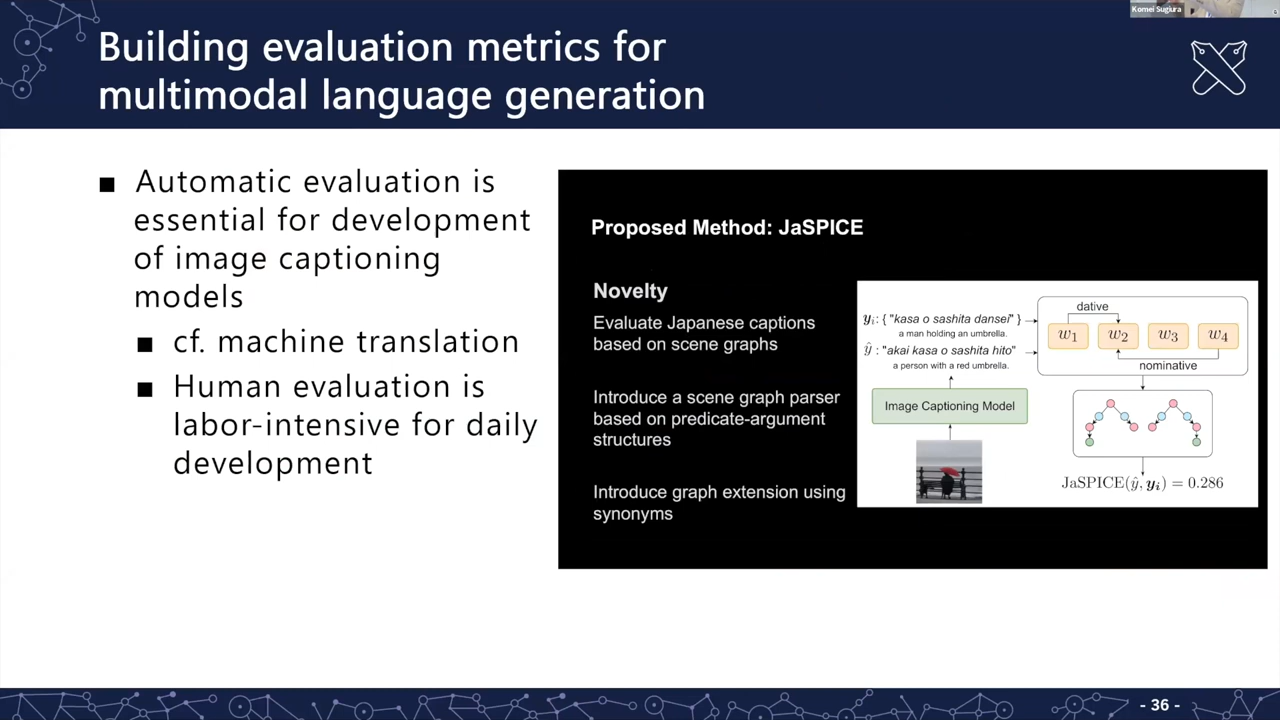 Komei Sugiura
Building evaluation metrics for
multimodal language generation
■ Automatic evaluation is
essential for development
of image captioning
models
■ cf. machine translation
■ Human evaluation is
labor-intensive for daily
development
Proposed Method: JaSPICE
Novelty
Evaluate Japanese captions
based on scene graphs
Introduce a scene graph parser
based on predicate-argument
structures
Introduce graph extension using
synonyms
yᵢ: { "kasa o sashita dansei" }
a man holding an umbrella.
ŷ : "akai kasa o sashita hito"
a person with a red umbrella.
Image Captioning Model
dative
w₁ w₂ w₃ w₄
nominative
JaSPICE(ŷ, yᵢ) = 0.286
- 36 -